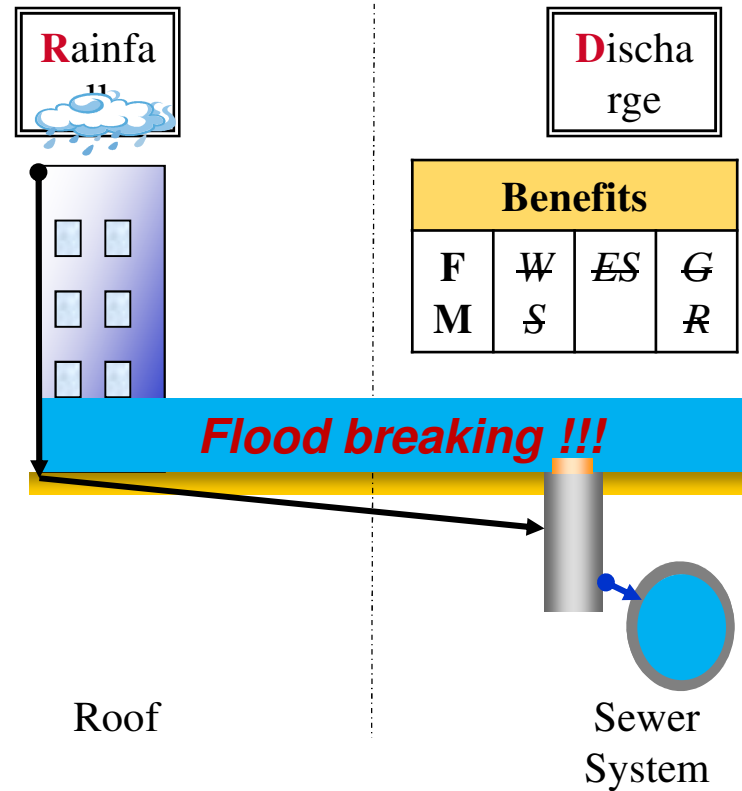 Rainfa
ll
Discha
rge
Benefits
F W ES G
M S R
Flood breaking !!!
Roof
Sewer
System